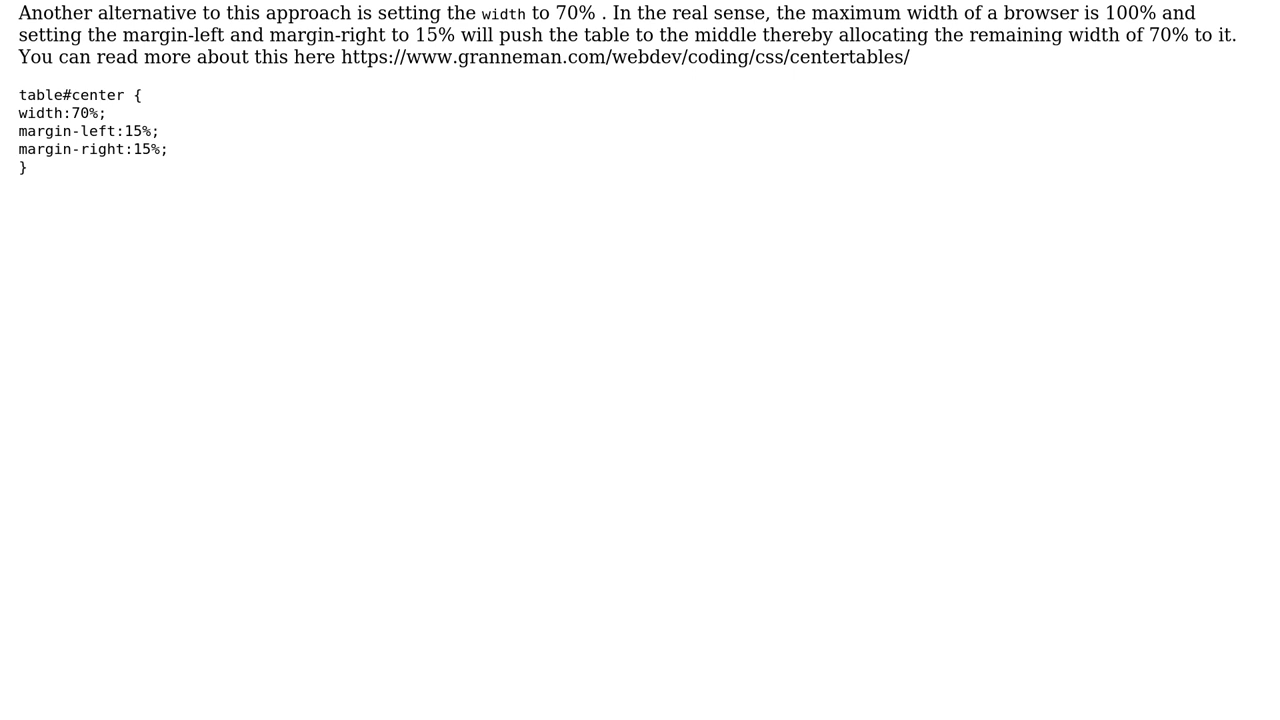 Another alternative to this approach is setting the width to 70% . In the real sense, the maximum width of a browser is 100% and
setting the margin-left and margin-right to 15% will push the table to the middle thereby allocating the remaining width of 70% to it.
You can read more about this here https://www.granneman.com/webdev/coding/css/centertables/
table#center {
width:70%;
margin-left:15%;
margin-right:15%;
}